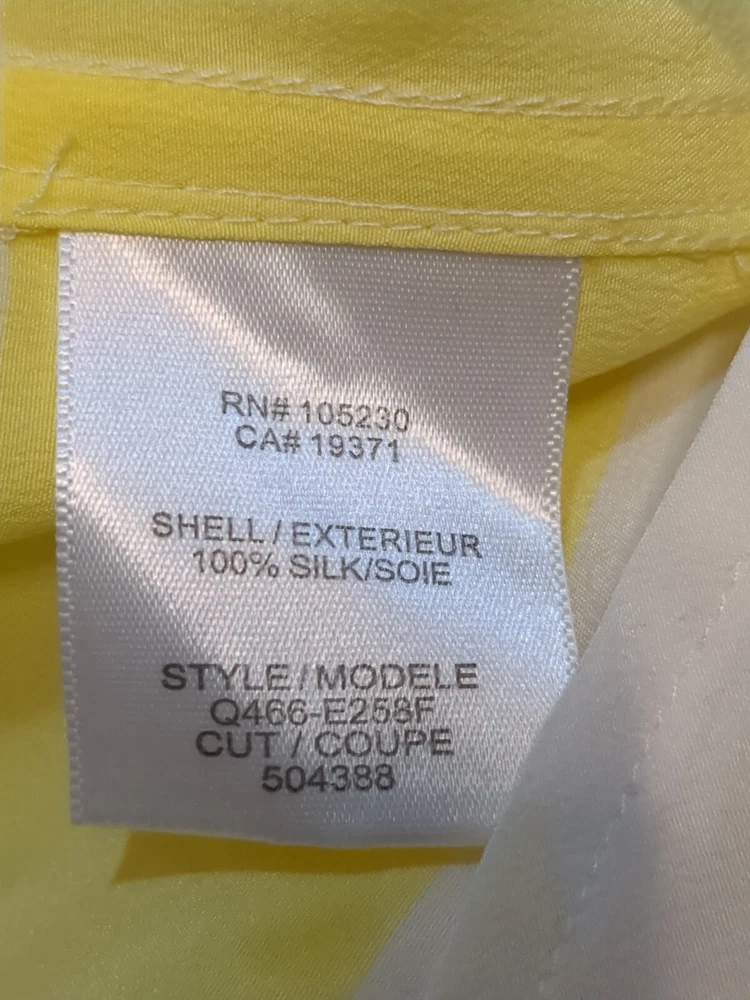 RN# 105230
CA# 19371
SHELL / EXTERIEUR
100% SILK/SOIE
STYLE / MODELE
Q466-E258F
CUT / COUPE
504388